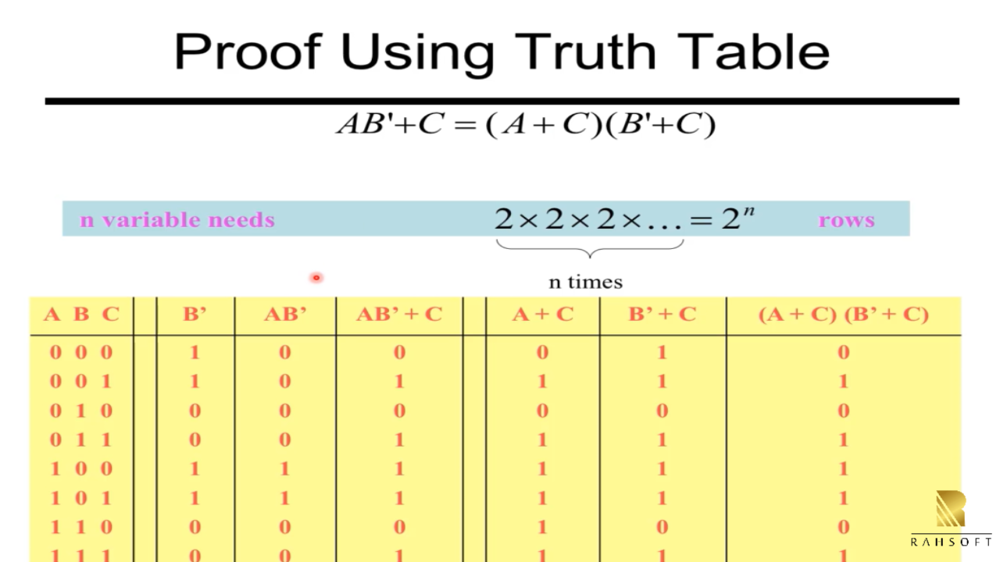 Proof Using Truth Table
AB'+C = (A + C)(B'+C)
n variable needs 2×2×2×...=2ⁿ rows
n times
A B C B’ AB’ AB’ + C A + C B’ + C (A + C) (B’ + C)
0 0 0 1 0 0 0 1 0
0 0 1 1 0 1 1 1 1
0 1 0 0 0 0 0 0 0
0 1 1 0 0 1 1 1 1
1 0 0 1 1 1 1 1 1
1 0 1 1 1 1 1 1 1
1 1 0 0 0 0 1 0 0
1 1 1 0 0 1 1 1 1
RAHSOFT